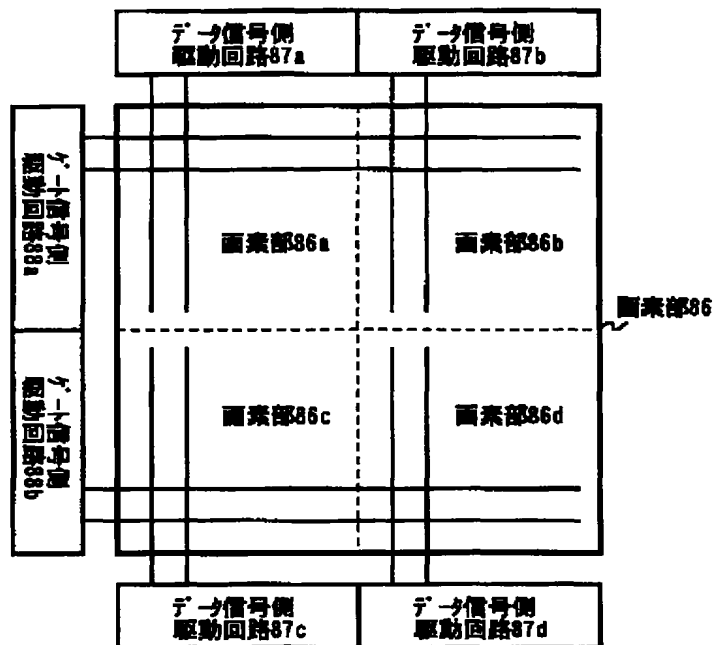 データ信号側
駆動回路87a
データ信号側
駆動回路87b
ゲート信号側
駆動回路88a
画素部86a
画素部86b
画素部86
ゲート信号側
駆動回路88b
画素部86c
画素部86d
データ信号側
駆動回路87c
データ信号側
駆動回路87d